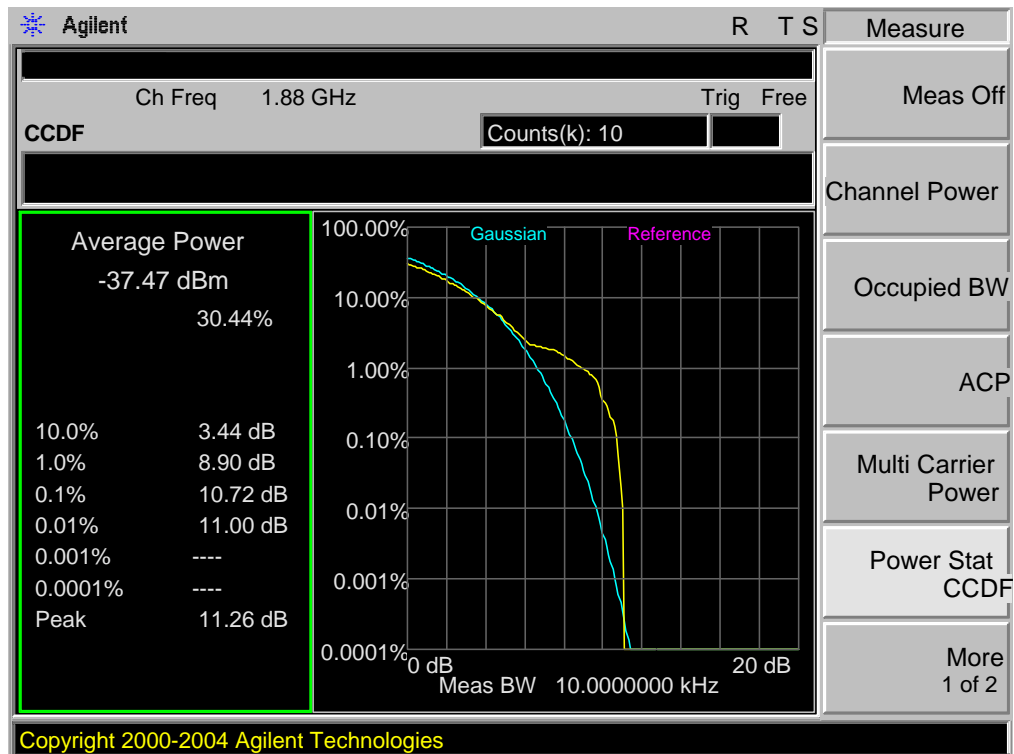 Agilent
R T S
Measure
Ch Freq 1.88 GHz
Trig Free
CCDF
Counts(k): 10
Average Power
-37.47 dBm
30.44%
10.0% 3.44 dB
1.0% 8.90 dB
0.1% 10.72 dB
0.01% 11.00 dB
0.001% ----
0.0001% ----
Peak 11.26 dB
Gaussian
Reference
100.00%
10.00%
1.00%
0.10%
0.01%
0.001%
0.0001%
0 dB
20 dB
Meas BW 10.0000000 kHz
Meas Off
Channel Power
Occupied BW
ACP
Multi Carrier
Power
Power Stat
CCDF
More
1 of 2
Copyright 2000-2004 Agilent Technologies